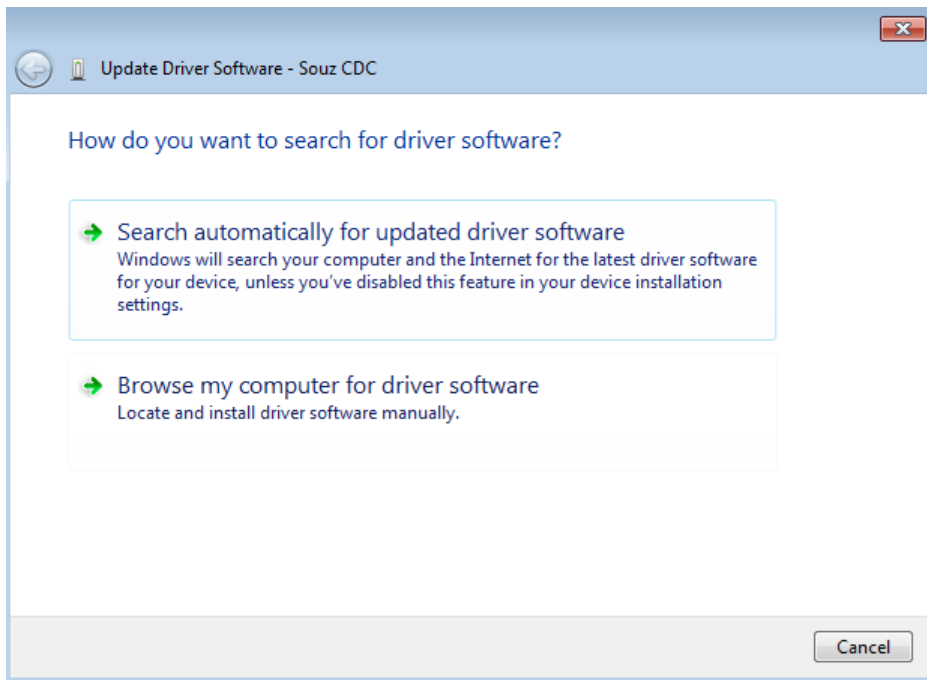 Update Driver Software - Souz CDC
How do you want to search for driver software?
Search automatically for updated driver software
Windows will search your computer and the Internet for the latest driver software
for your device, unless you've disabled this feature in your device installation
settings.
Browse my computer for driver software
Locate and install driver software manually.
Cancel